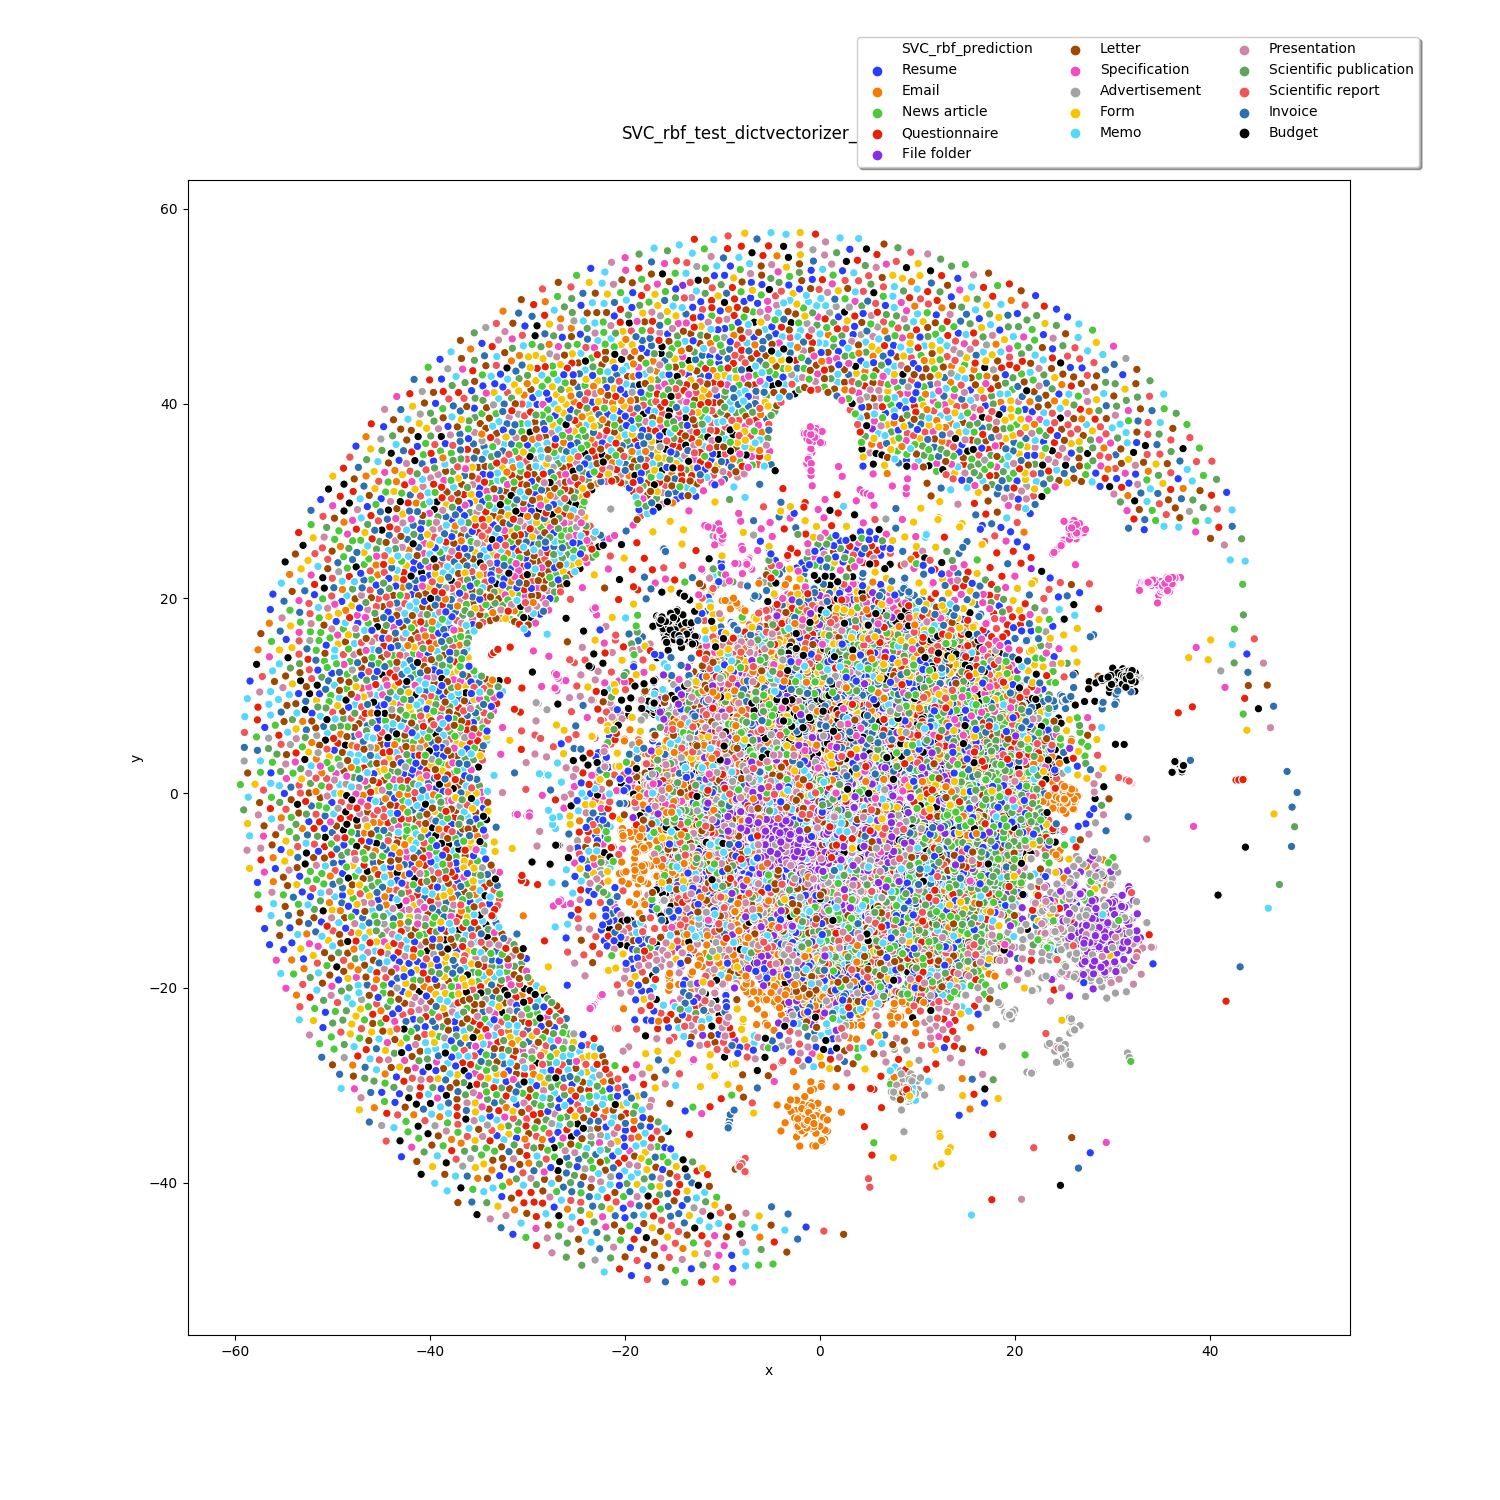 SVC_rbf_prediction
Resume
Email
News article
Questionnaire
File folder
Letter
Specification
Advertisement
Form
Memo
Presentation
Scientific publication
Scientific report
Invoice
Budget
SVC_rbf_test_dictvectorizer_
60
40
20
0
−20
−40
y
−60
−40
−20
0
20
40
x